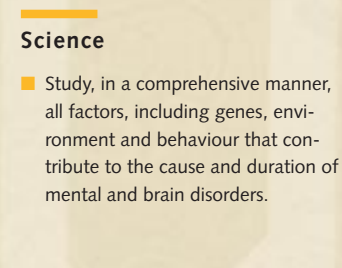 Science
Study, in a comprehensive manner,
all factors, including genes, envi-
ronment and behaviour that con-
tribute to the cause and duration of
mental and brain disorders.